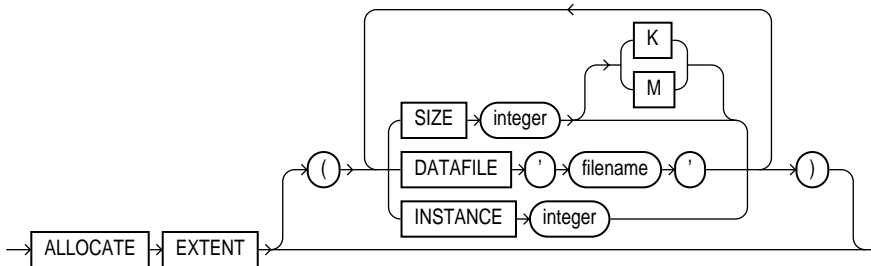 K
M
SIZE integer
( DATAFILE ' filename ' )
INSTANCE integer
ALLOCATE EXTENT